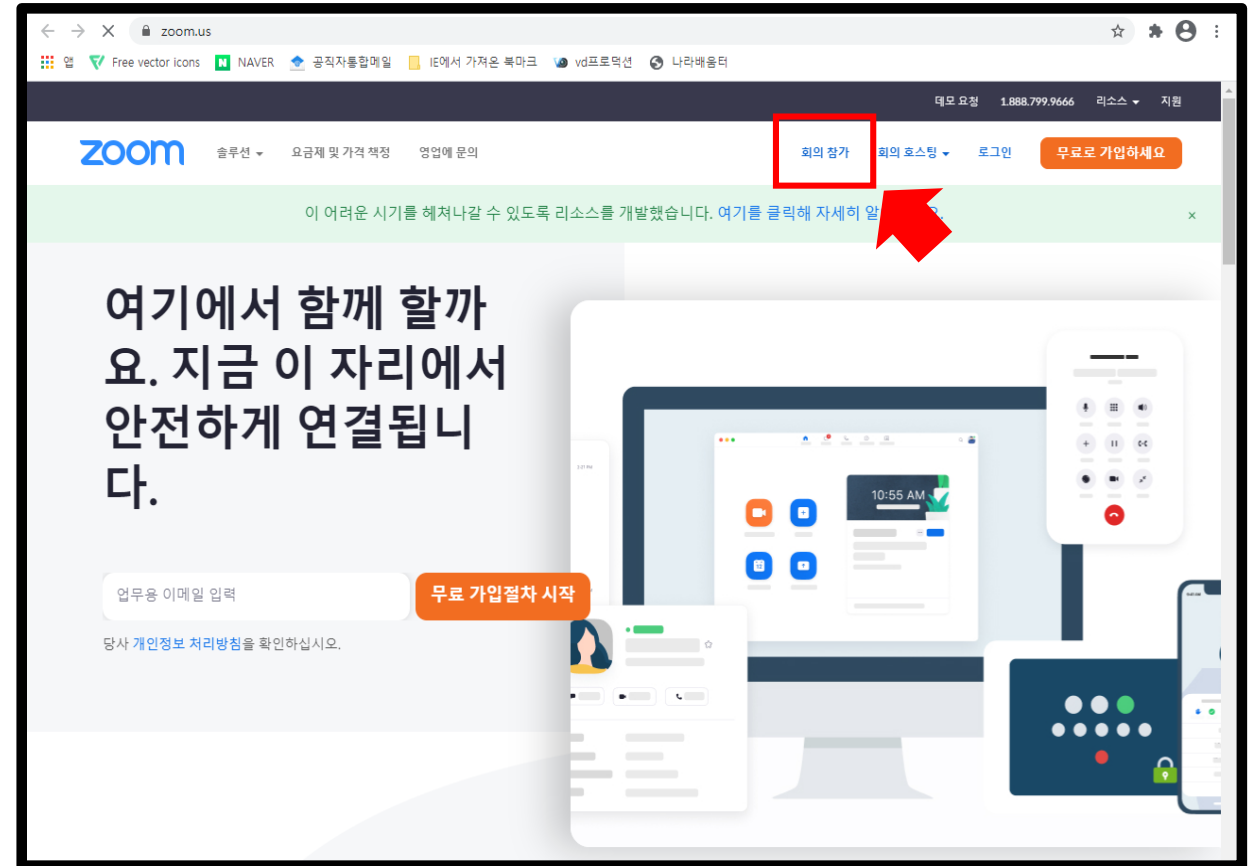 zoom.us
앱 Free vector icons NAVER 공직자통합메일 IE에서 가져온 북마크 vd프로덕션 나라배움터
데모 요청 1.888.799.9666 리소스 지원
zoom 솔루션 요금제 및 가격 책정 영업에 문의 회의 참가 회의 호스팅 로그인 무료로 가입하세요
이 어려운 시기를 헤쳐나갈 수 있도록 리소스를 개발했습니다. 여기를 클릭해 자세히
여기에서 함께 할까
요. 지금 이 자리에서
안전하게 연결됩니
다.
10:55 AM
업무용 이메일 입력 무료 가입절차 시작
당사 개인정보 처리방침을 확인하십시오.